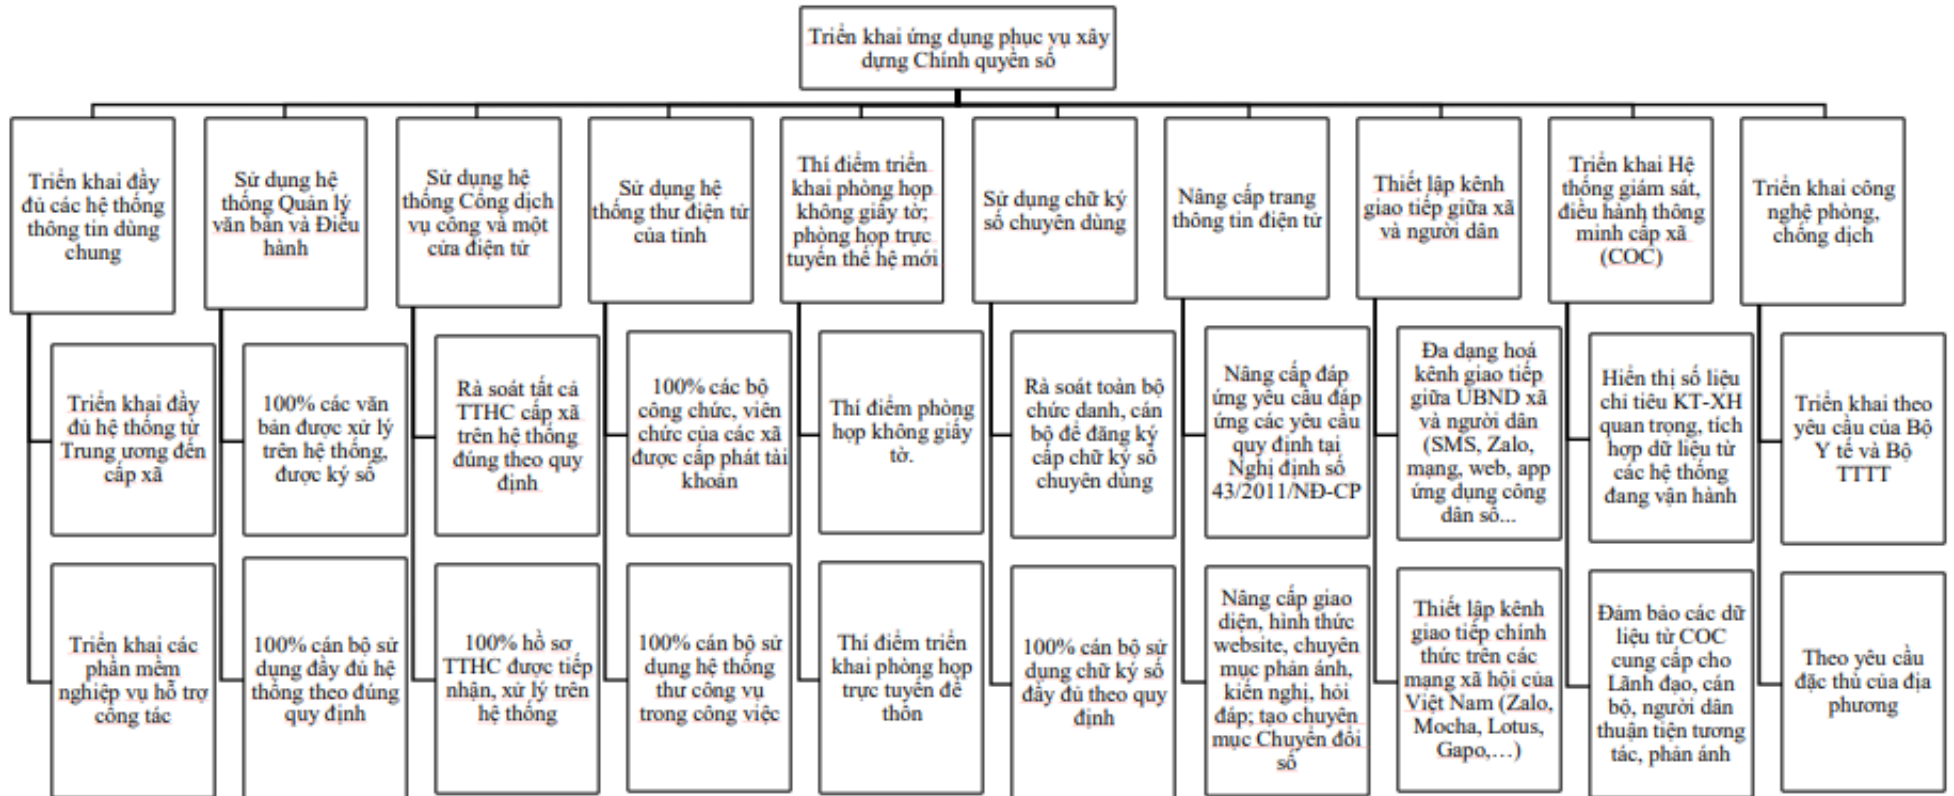 Triển khai ứng dụng phục vụ xây
dựng Chính quyền số
Triển khai đầy
đủ các hệ thống
thông tin dùng
chung
Triển khai đầy
đủ hệ thống từ
Trung ương đến
cấp xã
Triển khai các
phần mềm
nghiệp vụ hỗ trợ
công tác
Sử dụng hệ
thống Quản lý
văn bản và Điều
hành
100% các văn
bản được xử lý
trên hệ thống,
được ký số
100% cán bộ sử
dụng đầy đủ hệ
thống theo đúng
quy định
Sử dụng hệ
thống Cổng dịch
vụ công và một
cửa điện tử
Rà soát tất cả
TTHC cấp xã
trên hệ thống
đúng theo quy
định
100% hồ sơ
TTHC được tiếp
nhận, xử lý trên
hệ thống
Sử dụng hệ
thống thư điện tử
của tỉnh
100% các bộ
công chức, viên
chức của các xã
được cấp phát tài
khoản
100% cán bộ sử
dụng hệ thống
thư công vụ
trong công việc
Thí điểm triển
khai phòng họp
không giấy tờ;
phòng họp trực
tuyến thế hệ mới
Thí điểm phòng
họp không giấy
tờ.
Thí điểm triển
khai phòng họp
trực tuyến đế
thôn
Sử dụng chữ ký
số chuyên dùng
Rà soát toàn bộ
chức danh, cán
bộ để đăng ký
cấp chữ ký số
chuyên dùng
100% cán bộ sử
dụng chữ ký số
đầy đủ theo quy
định
Nâng cấp trang
thông tin điện tử
Nâng cấp đáp
ứng yêu cầu đáp
ứng các yêu cầu
quy định tại
Nghị định số
43/2011/NĐ-CP
Nâng cấp giao
diện, hình thức
website, chuyên
mục phản ánh,
kiến nghị, hỏi
đáp; tạo chuyên
mục Chuyển đổi
số
Thiết lập kênh
giao tiếp giữa xã
và người dân
Đa dạng hoá
kênh giao tiếp
giữa UBND xã
và người dân
(SMS, Zalo,
mạng, web, app
ứng dụng công
dân số...
Thiết lập kênh
giao tiếp chính
thức trên các
mạng xã hội của
Việt Nam (Zalo,
Mocha, Lotus,
Gapo,…)
Triển khai Hệ
thống giám sát,
điều hành thông
minh cấp xã
(COC)
Hiển thị số liệu
chỉ tiêu KT-XH
quan trọng, tích
hợp dữ liệu từ
các hệ thống
đang vận hành
Đảm bảo các dữ
liệu từ COC
cung cấp cho
Lãnh đạo, cán
bộ, người dân
thuận tiện tương
tác, phản ánh
Triển khai công
nghệ phòng,
chống dịch
Triển khai theo
yêu cầu của Bộ
Y tế và Bộ
TTTT
Theo yêu cầu
đặc thù của địa
phương